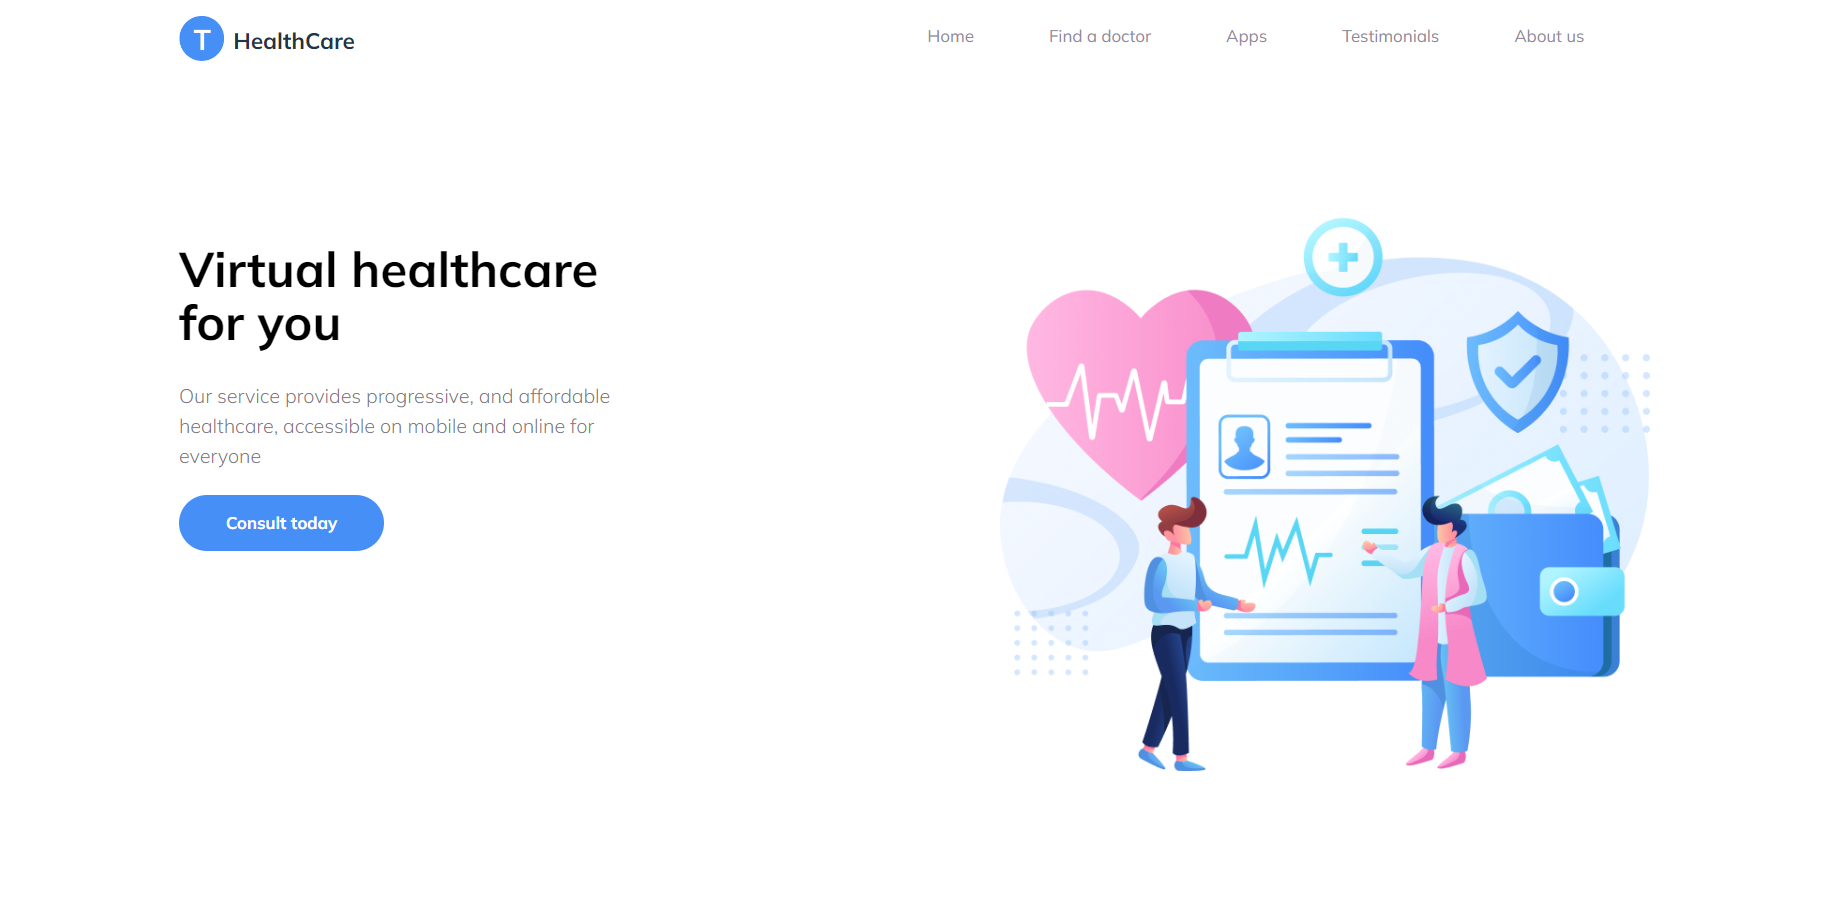 T HealthCare
Home Find a doctor Apps Testimonials About us
Virtual healthcare
for you
Our service provides progressive, and affordable
healthcare, accessible on mobile and online for
everyone
Consult today